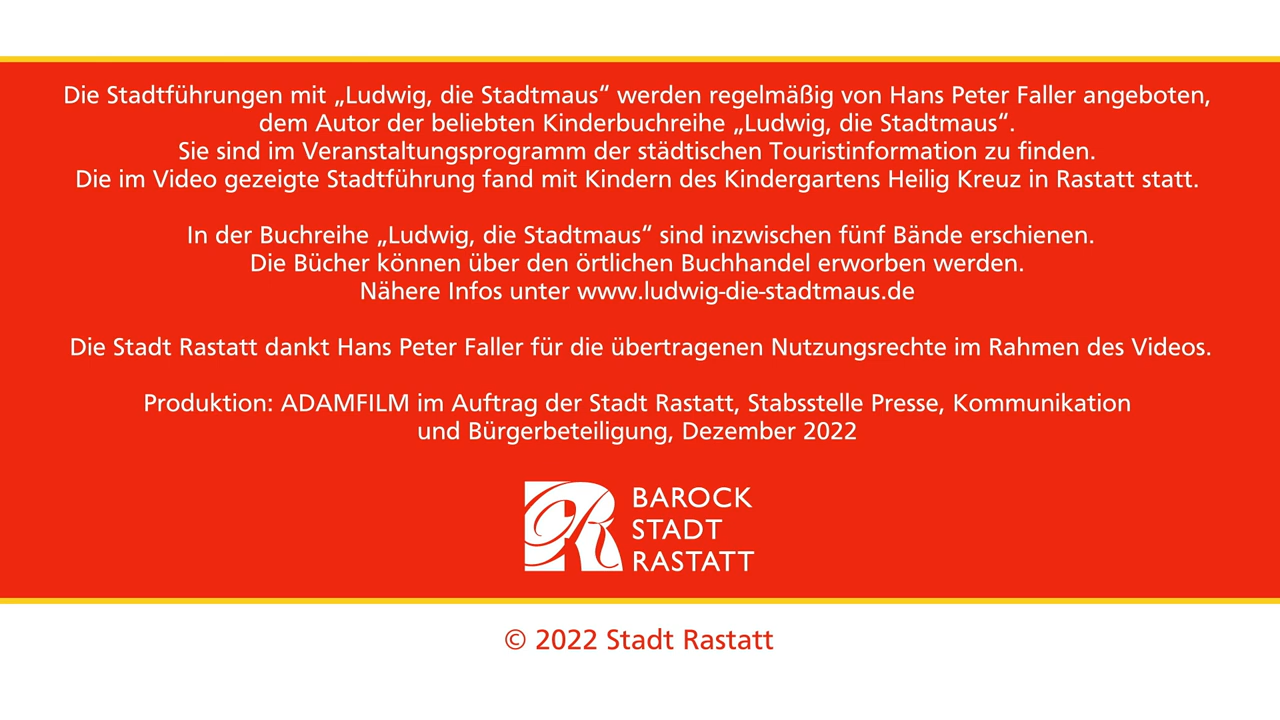 Die Stadtführungen mit „Ludwig, die Stadtmaus“ werden regelmäßig von Hans Peter Faller angeboten,
dem Autor der beliebten Kinderbuchreihe „Ludwig, die Stadtmaus“.
Sie sind im Veranstaltungsprogramm der städtischen Touristinformation zu finden.
Die im Video gezeigte Stadtführung fand mit Kindern des Kindergartens Heilig Kreuz in Rastatt statt.
In der Buchreihe „Ludwig, die Stadtmaus“ sind inzwischen fünf Bände erschienen.
Die Bücher können über den örtlichen Buchhandel erworben werden.
Nähere Infos unter www.ludwig-die-stadtmaus.de
Die Stadt Rastatt dankt Hans Peter Faller für die übertragenen Nutzungsrechte im Rahmen des Videos.
Produktion: ADAMFILM im Auftrag der Stadt Rastatt, Stabsstelle Presse, Kommunikation
und Bürgerbeteiligung, Dezember 2022
R
BAROCK
STADT
RASTATT
© 2022 Stadt Rastatt